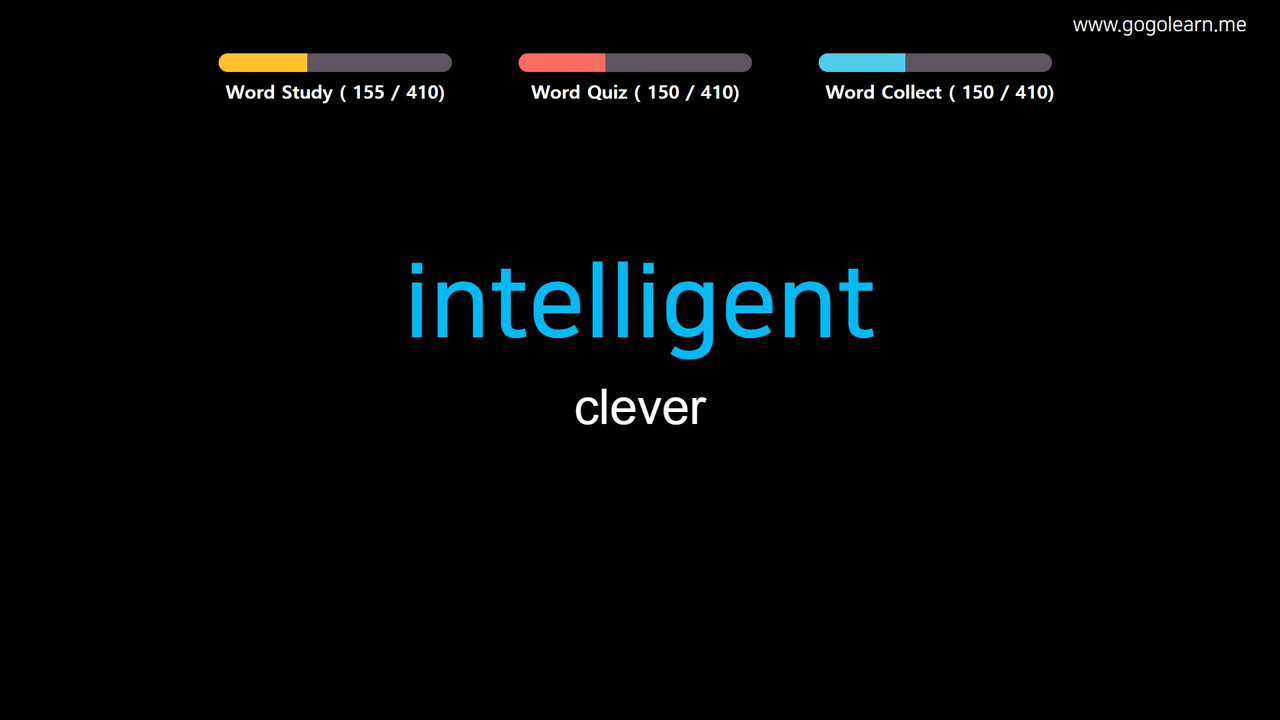 www.gogolearn.me
Word Study ( 155 / 410)
Word Quiz ( 150 / 410)
Word Collect ( 150 / 410)
intelligent
clever